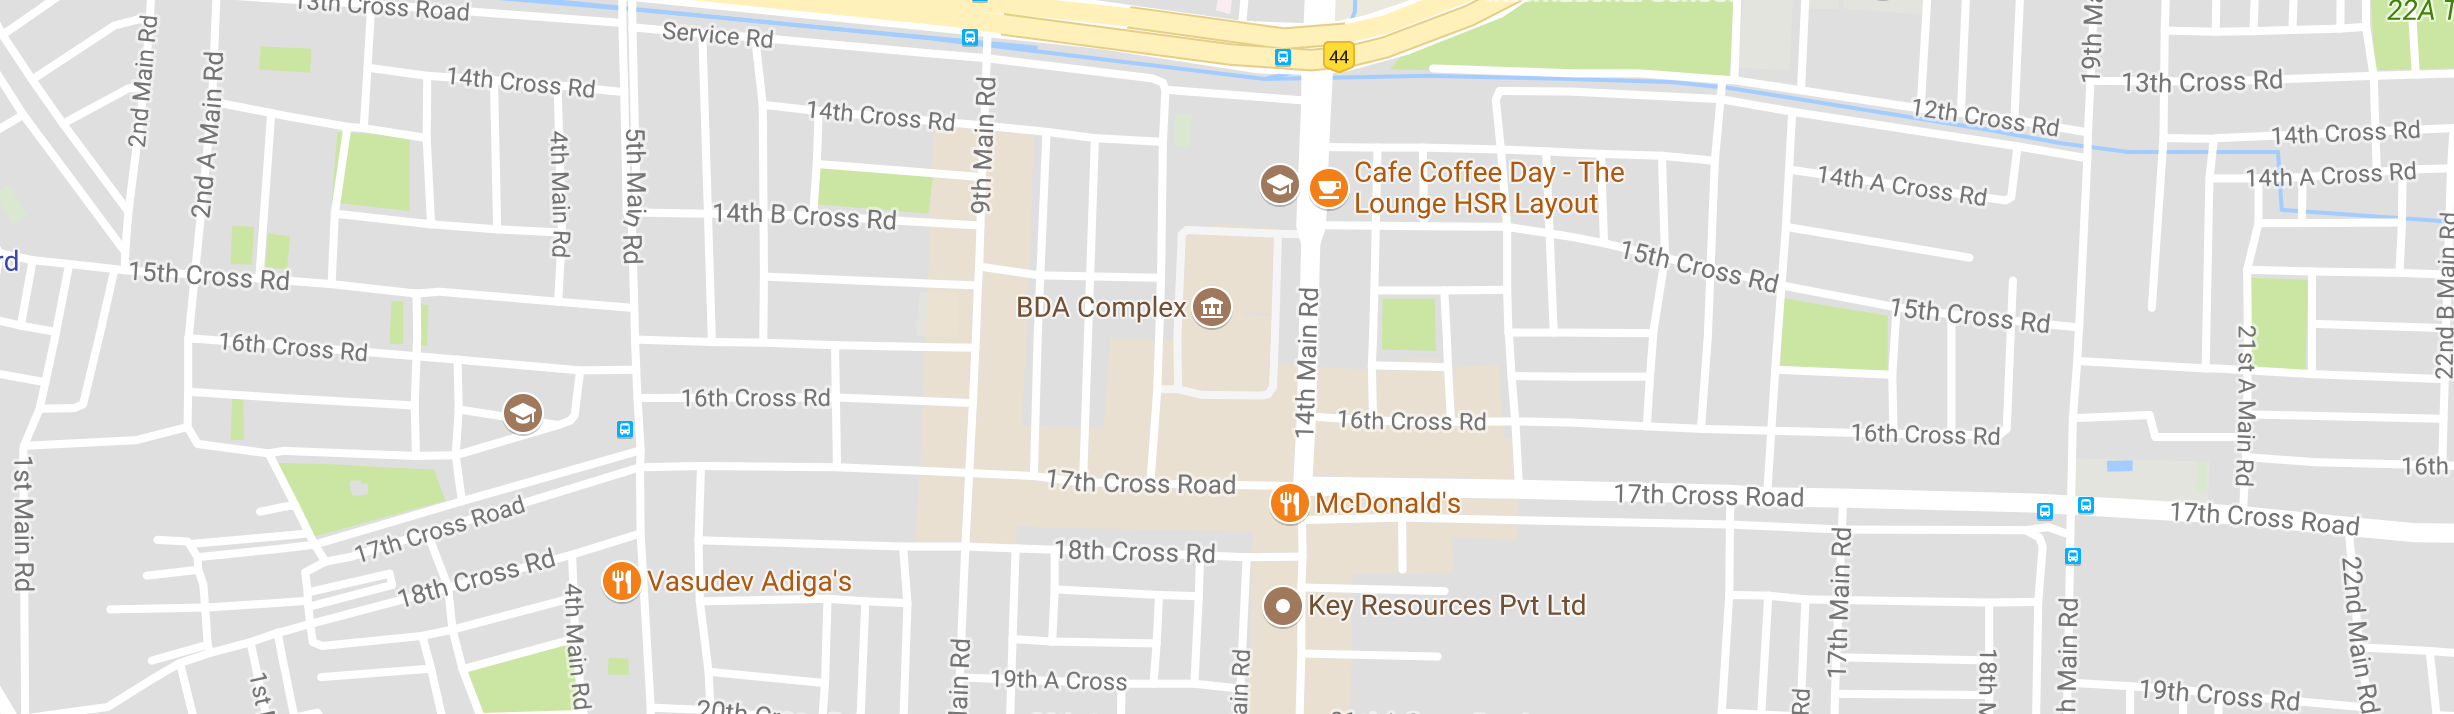 13th Cross Road
Service Rd
44
22A
2nd Main Rd
2nd A Main Rd
14th Cross Rd
4th Main Rd
5th Main Rd
14th Cross Rd
9th Main Rd
14th B Cross Rd
Cafe Coffee Day - The
Lounge HSR Layout
12th Cross Rd
13th Cross Rd
14th Cross Rd
14th A Cross Rd
14th A Cross Rd
15th Cross Rd
15th Cross Rd
15th Cross Rd
16th Cross Rd
BDA Complex
14th Main Rd
22nd B Main Rd
21st A Main Rd
16th Cross Rd
16th Cross Rd
16th Cross Rd
16th
1st Main Rd
17th Cross Road
17th Cross Road
17th Cross Road
17th Cross Road
McDonald's
18th Cross Rd
18th Cross Rd
Vasudev Adiga's
Key Resources Pvt Ltd
4th Main Rd
17th Main Rd
22nd Main Rd
19th A Cross
19th Cross Rd
1st
Main Rd
18th
Rd